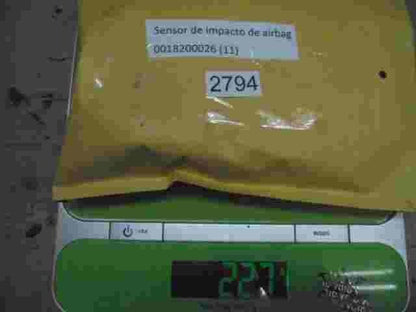 Sensor de impacto de airbag
0018200026 (11)
2794
227